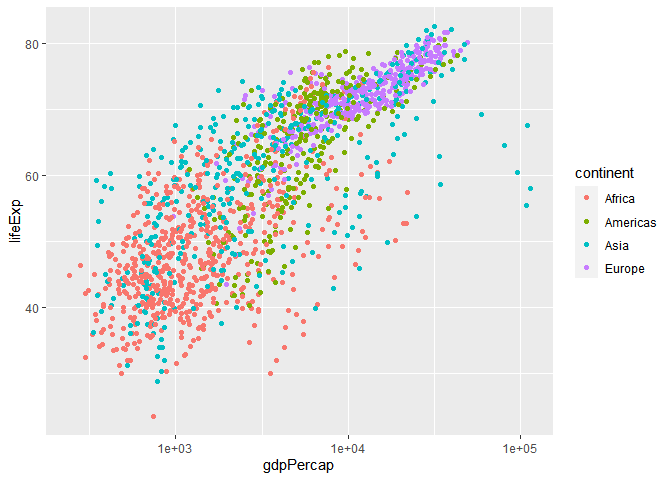 80
60
40
lifeExp
1e+03
1e+04
1e+05
gdpPercap
continent
Africa
Americas
Asia
Europe